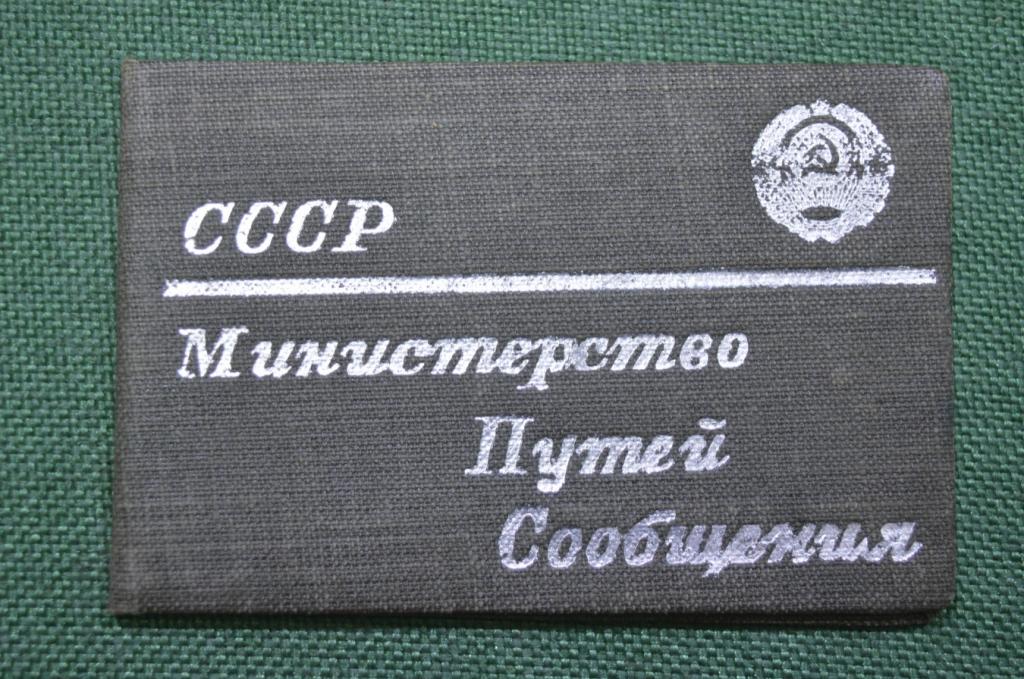 СССР
Министерство
Путей
Сообщения